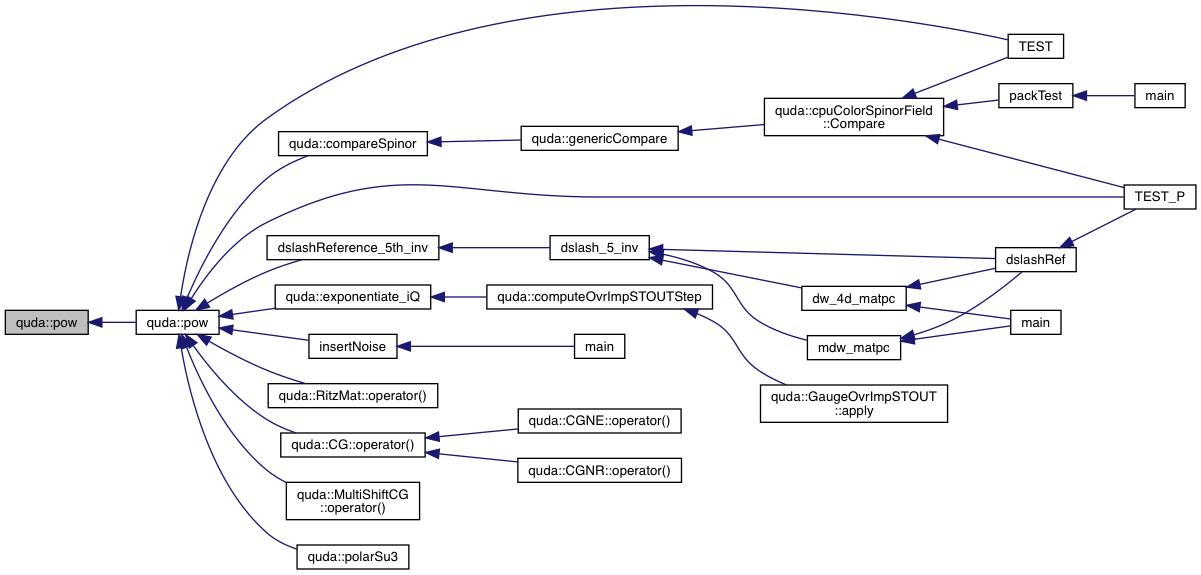 TEST
quda::cpuColorSpinorField
::Compare
packTest
main
quda::compareSpinor
quda::genericCompare
TEST_P
dslashReference_5th_inv
dslash_5_inv
dslashRef
quda::exponentiate_iQ
quda::computeOvrImpSTOUTStep
dw_4d_matpc
quda::pow
quda::pow
main
insertNoise
main
mdw_matpc
quda::RitzMat::operator()
quda::GaugeOvrImpSTOUT
::apply
quda::CGNE::operator()
quda::CG::operator()
quda::CGNR::operator()
quda::MultiShiftCG
::operator()
quda::polarSu3